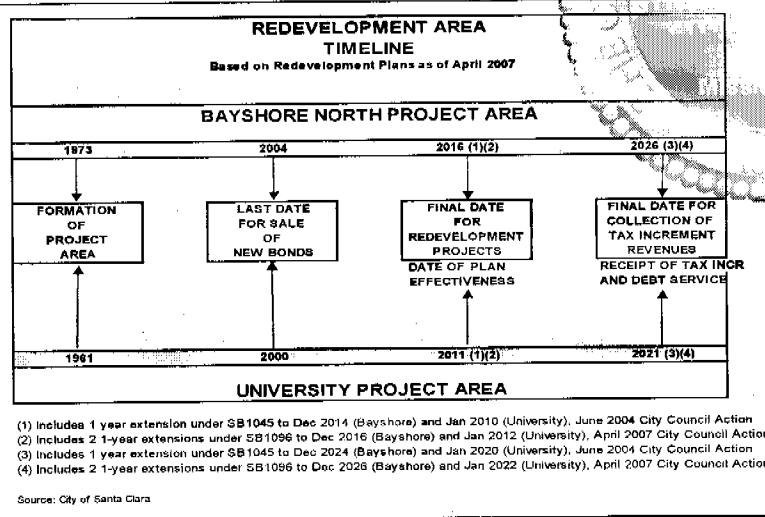 REDEVELOPMENT AREA
TIMELINE
Based on Redevelopment Plans as of April 2007
BAYSHORE NORTH PROJECT AREA
1973 2004 2016 (1)(2) 2026 (3)(4)
FORMATION
OF
PROJECT
AREA
LAST DATE
FOR SALE
OF
NEW BONDS
FINAL DATE
FOR
REDEVELOPMENT
PROJECTS
DATE OF PLAN
EFFECTIVENESS
FINAL DATE FOR
COLLECTION OF
TAX INCREMENT
REVENUES
RECEIPT OF TAX INCR
AND DEBT SERVICE
1961 2000 2011 (1)(2) 2021 (3)(4)
UNIVERSITY PROJECT AREA
(1) Includes 1 year extension under SB1045 to Dec 2014 (Bayshore) and Jan 2010 (University), June 2004 City Council Action
(2) Includes 2 1-year extensions under SB1096 to Dec 2016 (Bayshore) and Jan 2012 (University), April 2007 City Council Action
(3) Includes 1 year extension under SB1045 to Dec 2024 (Bayshore) and Jan 2020 (University), June 2004 City Council Action
(4) Includes 2 1-year extensions under SB1096 to Dec 2026 (Bayshore) and Jan 2022 (University), April 2007 City Council Action
Source: City of Santa Clara